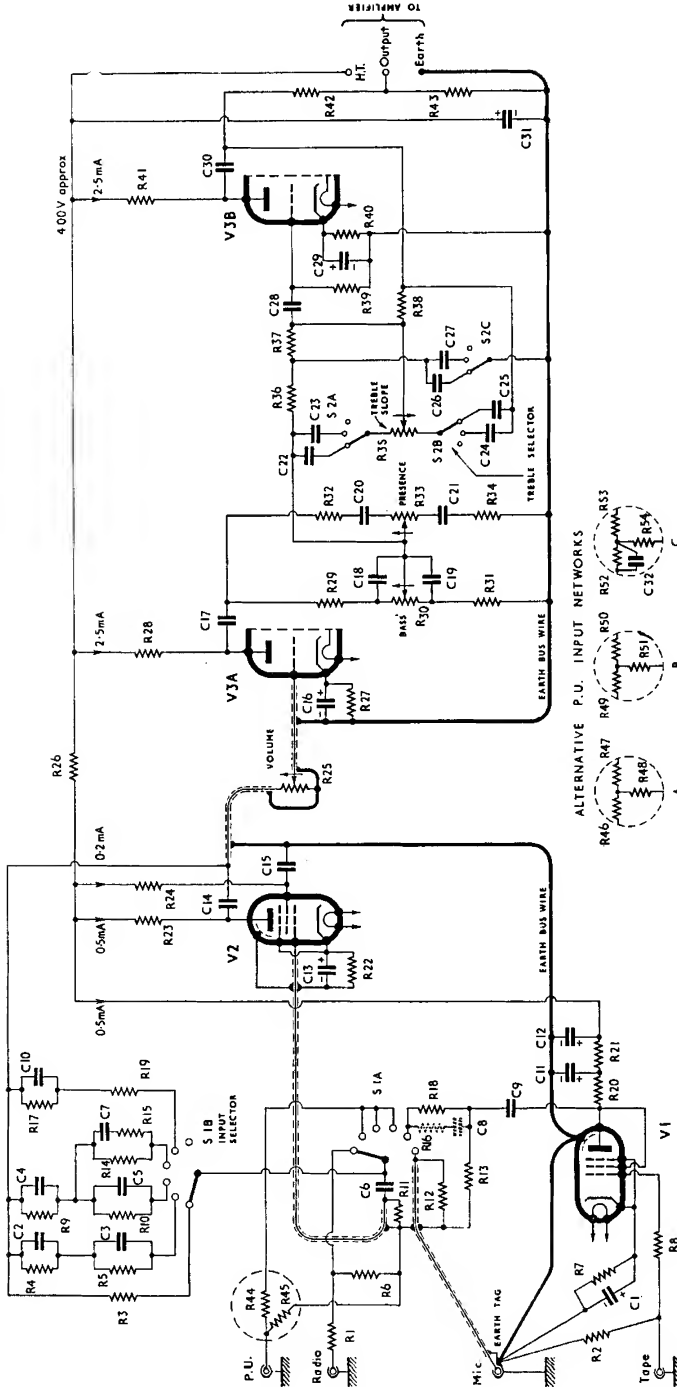 TO AMPLIFIER
H.T.
Output
Earth
400 V approx
2·5mA
R41
R42
R43
C30
C31
V3B
R40
C29
R39
C28
R38
R37
R36
C27
S2C
C26
C23
S2A
C22
TREBLE SLOPE
R35
S2B
C25
C24
TREBLE SELECTOR
R32
C20
PRESENCE
R33
C21
R34
R29
C18
BASS
R30
C19
R31
C17
2·5mA
R28
V3A
C16
R27
EARTH BUS WIRE
R26
VOLUME
R25
0·2mA
0·5mA
R24
R23
C14
C15
V2
C13
R22
0·5mA
EARTH BUS WIRE
C12
C11
R21
R20
V1
C10
R17
R19
C7
R15
R14
C4
R9
C5
R10
C2
R4
C3
R5
R3
S1B
INPUT
SELECTOR
S1A
R18
R16
C8
C9
C6
R11
R12
R13
R44
R45
R6
R1
P.U.
Radio
Mic.
Tape
EARTH TAG
R7
C1
R2
R8
ALTERNATIVE P.U. INPUT NETWORKS
R46
R47
R48
A
R49
R50
R51
B
R52
R53
R54
C32
C